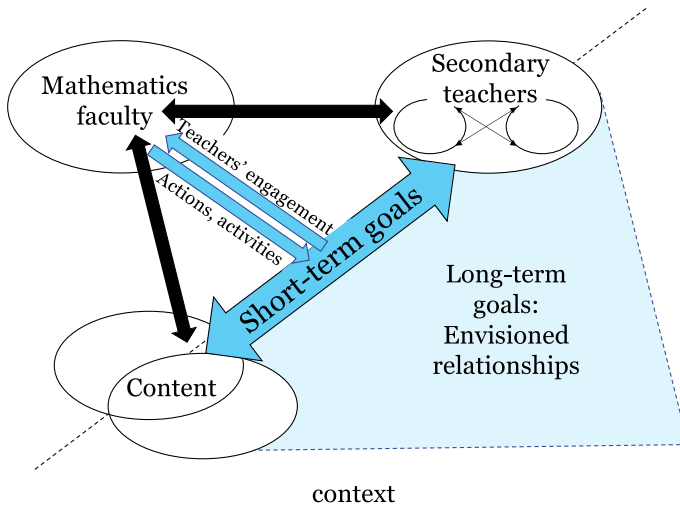 Mathematics
faculty
Secondary
teachers
Teachers’ engagement
Actions, activities
Short-term goals
Long-term
goals:
Envisioned
relationships
Content
context